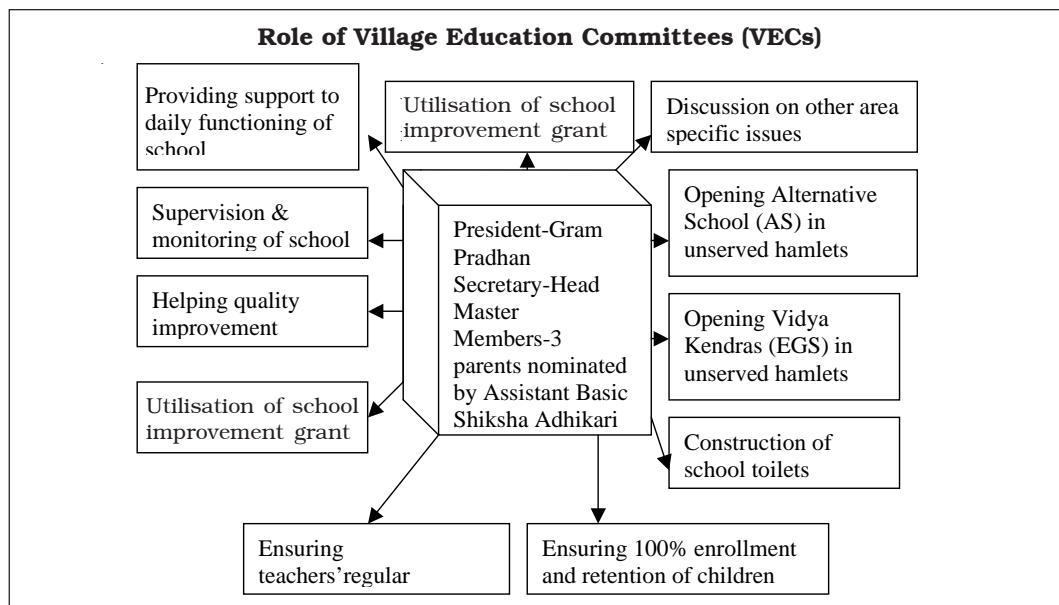 Role of Village Education Committees (VECs)
Providing support to
daily functioning of
school
Utilisation of school
improvement grant
Discussion on other area
specific issues
Supervision &
monitoring of school
President-Gram
Pradhan
Secretary-Head
Master
Members-3
parents nominated
by Assistant Basic
Shiksha Adhikari
Opening Alternative
School (AS) in
unserved hamlets
Helping quality
improvement
Opening Vidya
Kendras (EGS) in
unserved hamlets
Utilisation of school
improvement grant
Construction of
school toilets
Ensuring
teachers'regular
Ensuring 100% enrollment
and retention of children